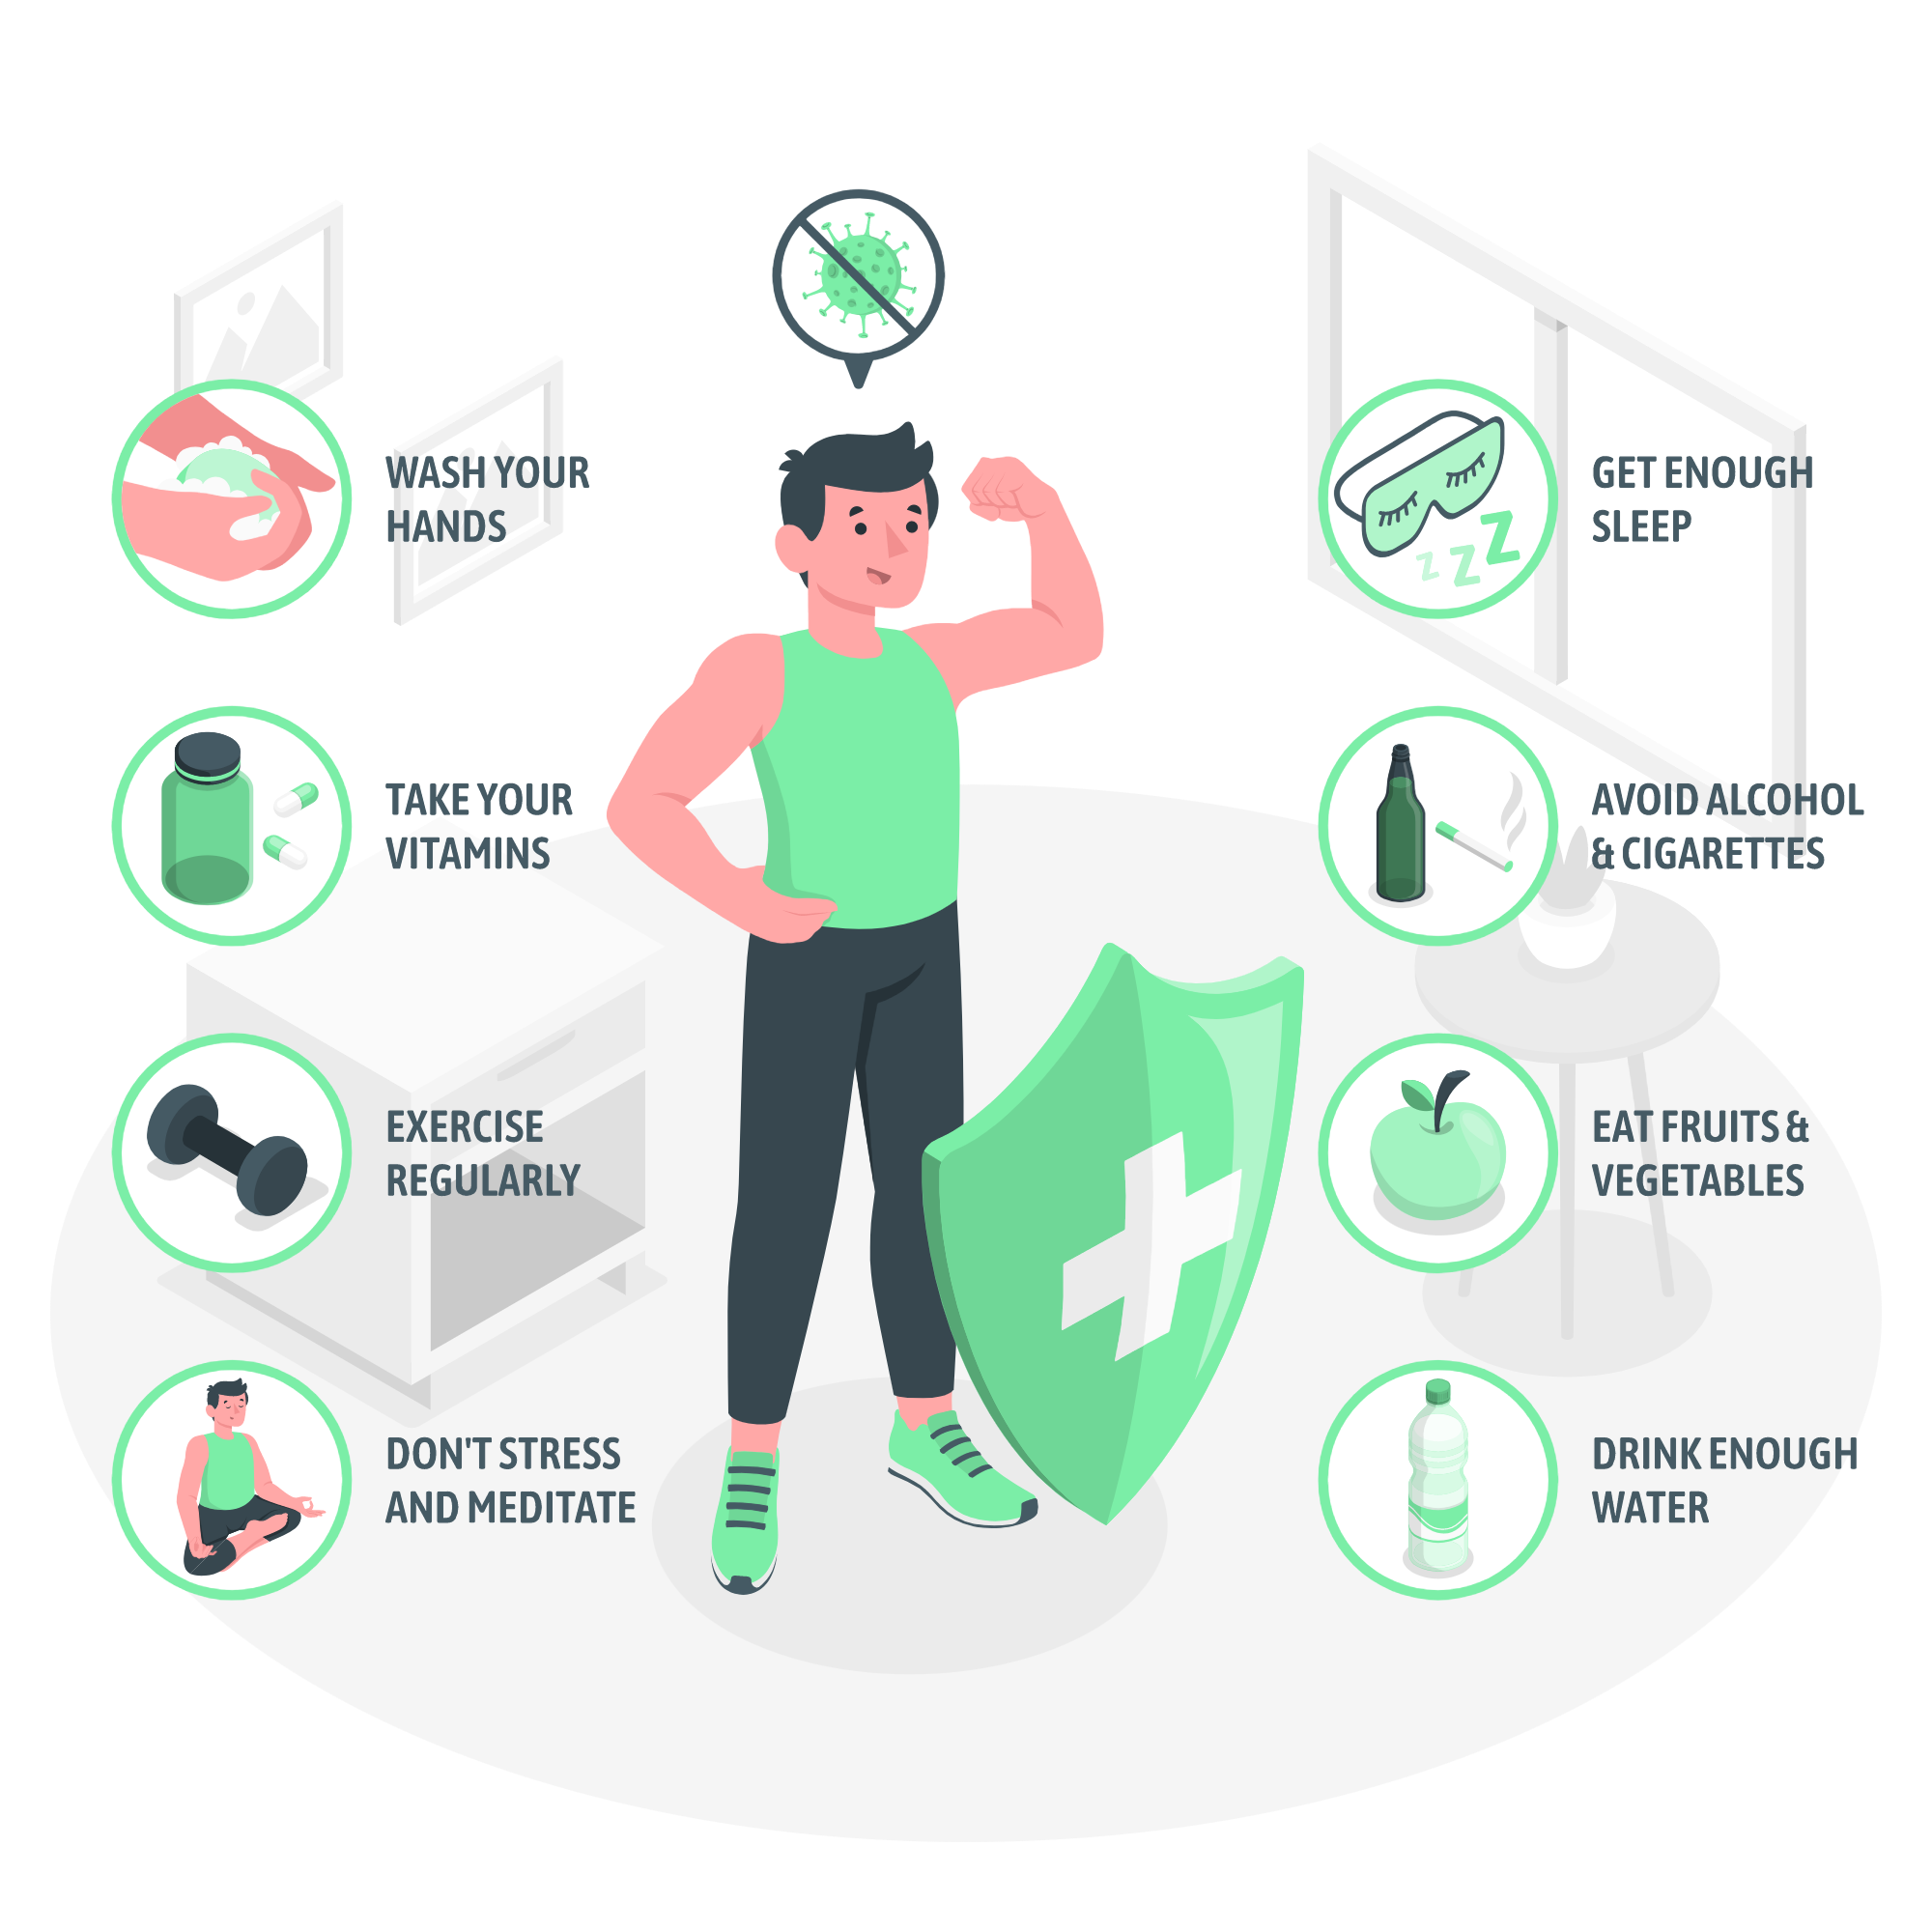 WASH YOUR
HANDS
TAKE YOUR
VITAMINS
EXERCISE
REGULARLY
DON'T STRESS
AND MEDITATE
GET ENOUGH
SLEEP
Z Z Z
AVOID ALCOHOL
& CIGARETTES
EAT FRUITS &
VEGETABLES
DRINK ENOUGH
WATER